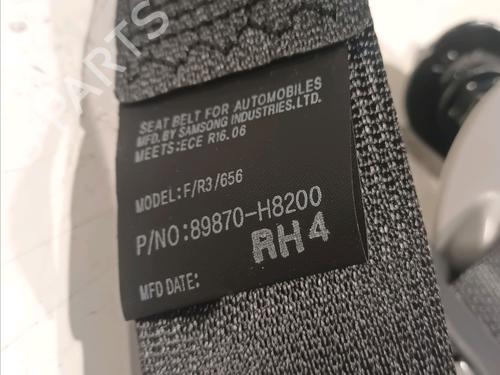 PARTS
SEAT BELT FOR AUTOMOBILES
MFD.BY SAMSONG INDUSTRIES.LTD.
MEETS:ECE R16.06
MODEL:F/R3/656
P/NO:89870-H8200
RH4
MFD DATE: